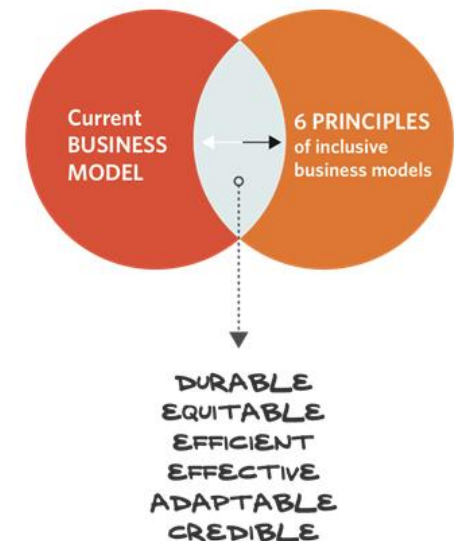 Current
BUSINESS
MODEL
6 PRINCIPLES
of inclusive
business models
DURABLE
EQUITABLE
EFFICIENT
EFFECTIVE
ADAPTABLE
CREDIBLE